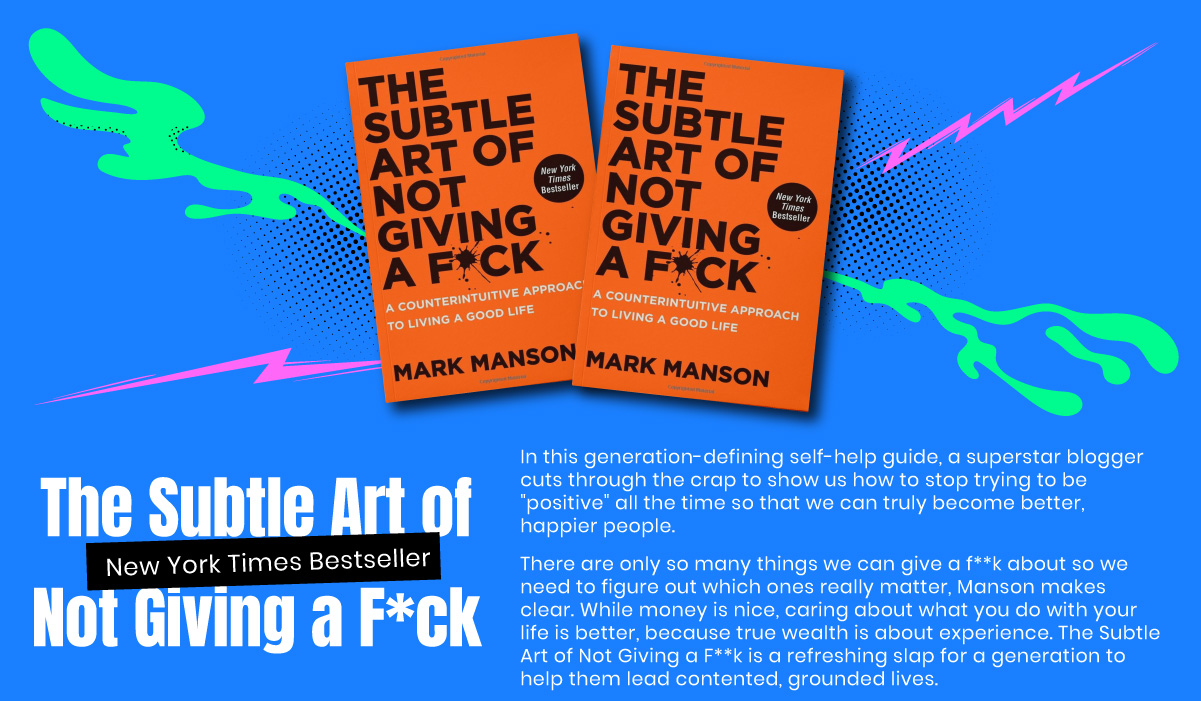 THE
SUBTLE
ART OF
NOT
GIVING
A F*CK
New York
Times
Bestseller
A COUNTERINTUITIVE APPROAC
TO LIVING A GOOD LIFE
MARK MANSON
THE
SUBTLE
ART OF
NOT
GIVING
A F*CK
New York
Times
Bestseller
A COUNTERINTUITIVE APPROACH
TO LIVING A GOOD LIFE
MARK MANSON
The Subtle Art of
New York Times Bestseller
Not Giving a F*ck
In this generation-defining self-help guide, a superstar blogger
cuts through the crap to show us how to stop trying to be
"positive" all the time so that we can truly become better,
happier people.
There are only so many things we can give a f**k about so we
need to figure out which ones really matter, Manson makes
clear. While money is nice, caring about what you do with your
life is better, because true wealth is about experience. The Subtle
Art of Not Giving a F**k is a refreshing slap for a generation to
help them lead contented, grounded lives.